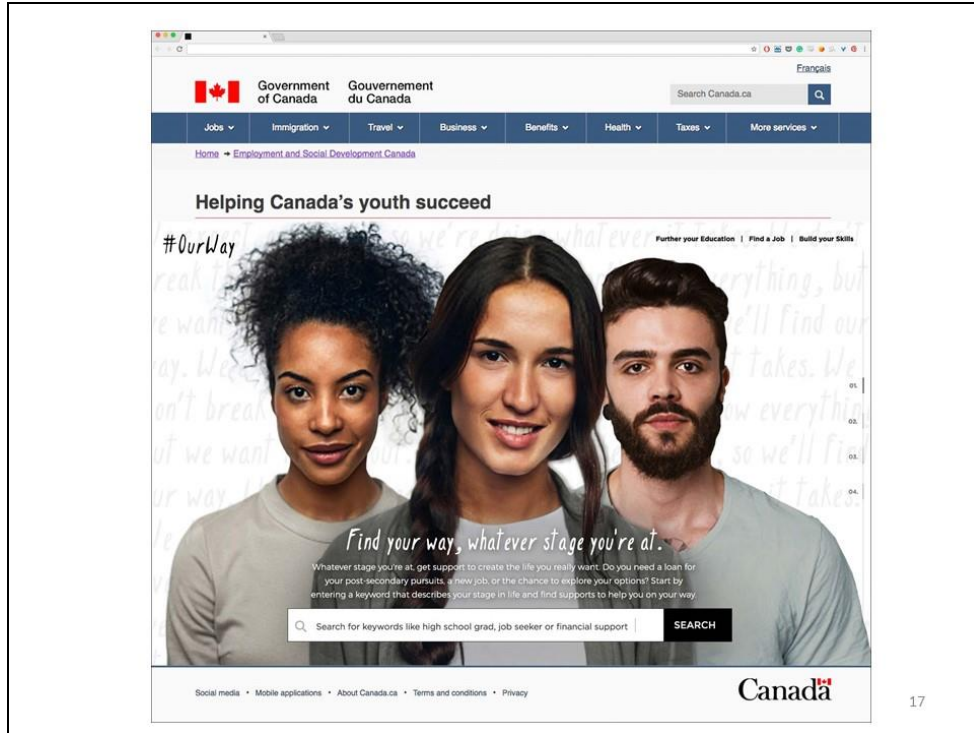 Français
Government
of Canada
Gouvernement
du Canada
Search Canada.ca
Jobs Immigration Travel Business Benefits Health Taxes More services
Home → Employment and Social Development Canada
Helping Canada's youth succeed
#OurWay
Further your Education | Find a Job | Build your Skills
01.
02.
03.
04.
Find your way, whatever stage you're at.
Whatever stage you're at, get support to create the life you really want. Do you need a loan for
your post-secondary pursuits, a new job, or the chance to explore your options? Start by
entering a keyword that describes your stage in life and find supports to help you on your way.
Search for keywords like high school grad, job seeker or financial support
SEARCH
Social media • Mobile applications • About Canada.ca • Terms and conditions • Privacy
Canada
17